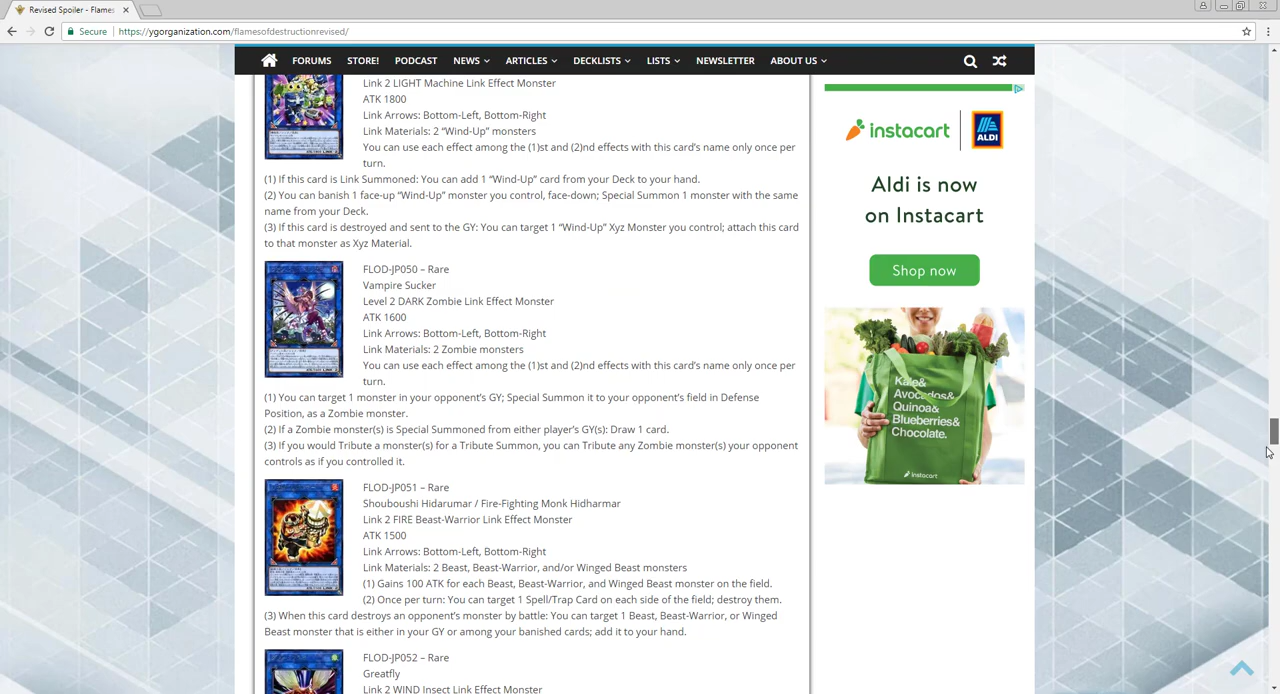 Revised Spoiler - Flames
Secure
https://ygorganization.com/flamesofdestructionrevised/
FORUMS STORE! PODCAST NEWS ARTICLES DECKLISTS LISTS NEWSLETTER ABOUT US
Link 2 LIGHT Machine Link Effect Monster
ATK 1800
Link Arrows: Bottom-Left, Bottom-Right
Link Materials: 2 “Wind-Up” monsters
You can use each effect among the (1)st and (2)nd effects with this card’s name only once per
turn.
(1) If this card is Link Summoned: You can add 1 “Wind-Up” card from your Deck to your hand.
(2) You can banish 1 face-up “Wind-Up” monster you control, face-down; Special Summon 1 monster with the same
name from your Deck.
(3) If this card is destroyed and sent to the GY: You can target 1 “Wind-Up” Xyz Monster you control; attach this card
to that monster as Xyz Material.
FLOD-JP050 – Rare
Vampire Sucker
Level 2 DARK Zombie Link Effect Monster
ATK 1600
Link Arrows: Bottom-Left, Bottom-Right
Link Materials: 2 Zombie monsters
You can use each effect among the (1)st and (2)nd effects with this card’s name only once per
turn.
(1) You can target 1 monster in your opponent’s GY; Special Summon it to your opponent’s field in Defense
Position, as a Zombie monster.
(2) If a Zombie monster(s) is Special Summoned from either player’s GY(s): Draw 1 card.
(3) If you would Tribute a monster(s) for a Tribute Summon, you can Tribute any Zombie monster(s) your opponent
controls as if you controlled it.
FLOD-JP051 – Rare
Shouboushi Hidarumar / Fire-Fighting Monk Hidharmar
Link 2 FIRE Beast-Warrior Link Effect Monster
ATK 1500
Link Arrows: Bottom-Left, Bottom-Right
Link Materials: 2 Beast, Beast-Warrior, and/or Winged Beast monsters
(1) Gains 100 ATK for each Beast, Beast-Warrior, and Winged Beast monster on the field.
(2) Once per turn: You can target 1 Spell/Trap Card on each side of the field; destroy them.
(3) When this card destroys an opponent’s monster by battle: You can target 1 Beast, Beast-Warrior, or Winged
Beast monster that is either in your GY or among your banished cards; add it to your hand.
FLOD-JP052 – Rare
Greatfly
Link 2 WIND Insect Link Effect Monster
instacart
ALDI
Aldi is now
on Instacart
Shop now
Kale&
Avocados&
Quinoa&
Blueberries&
Chocolate.
instacart